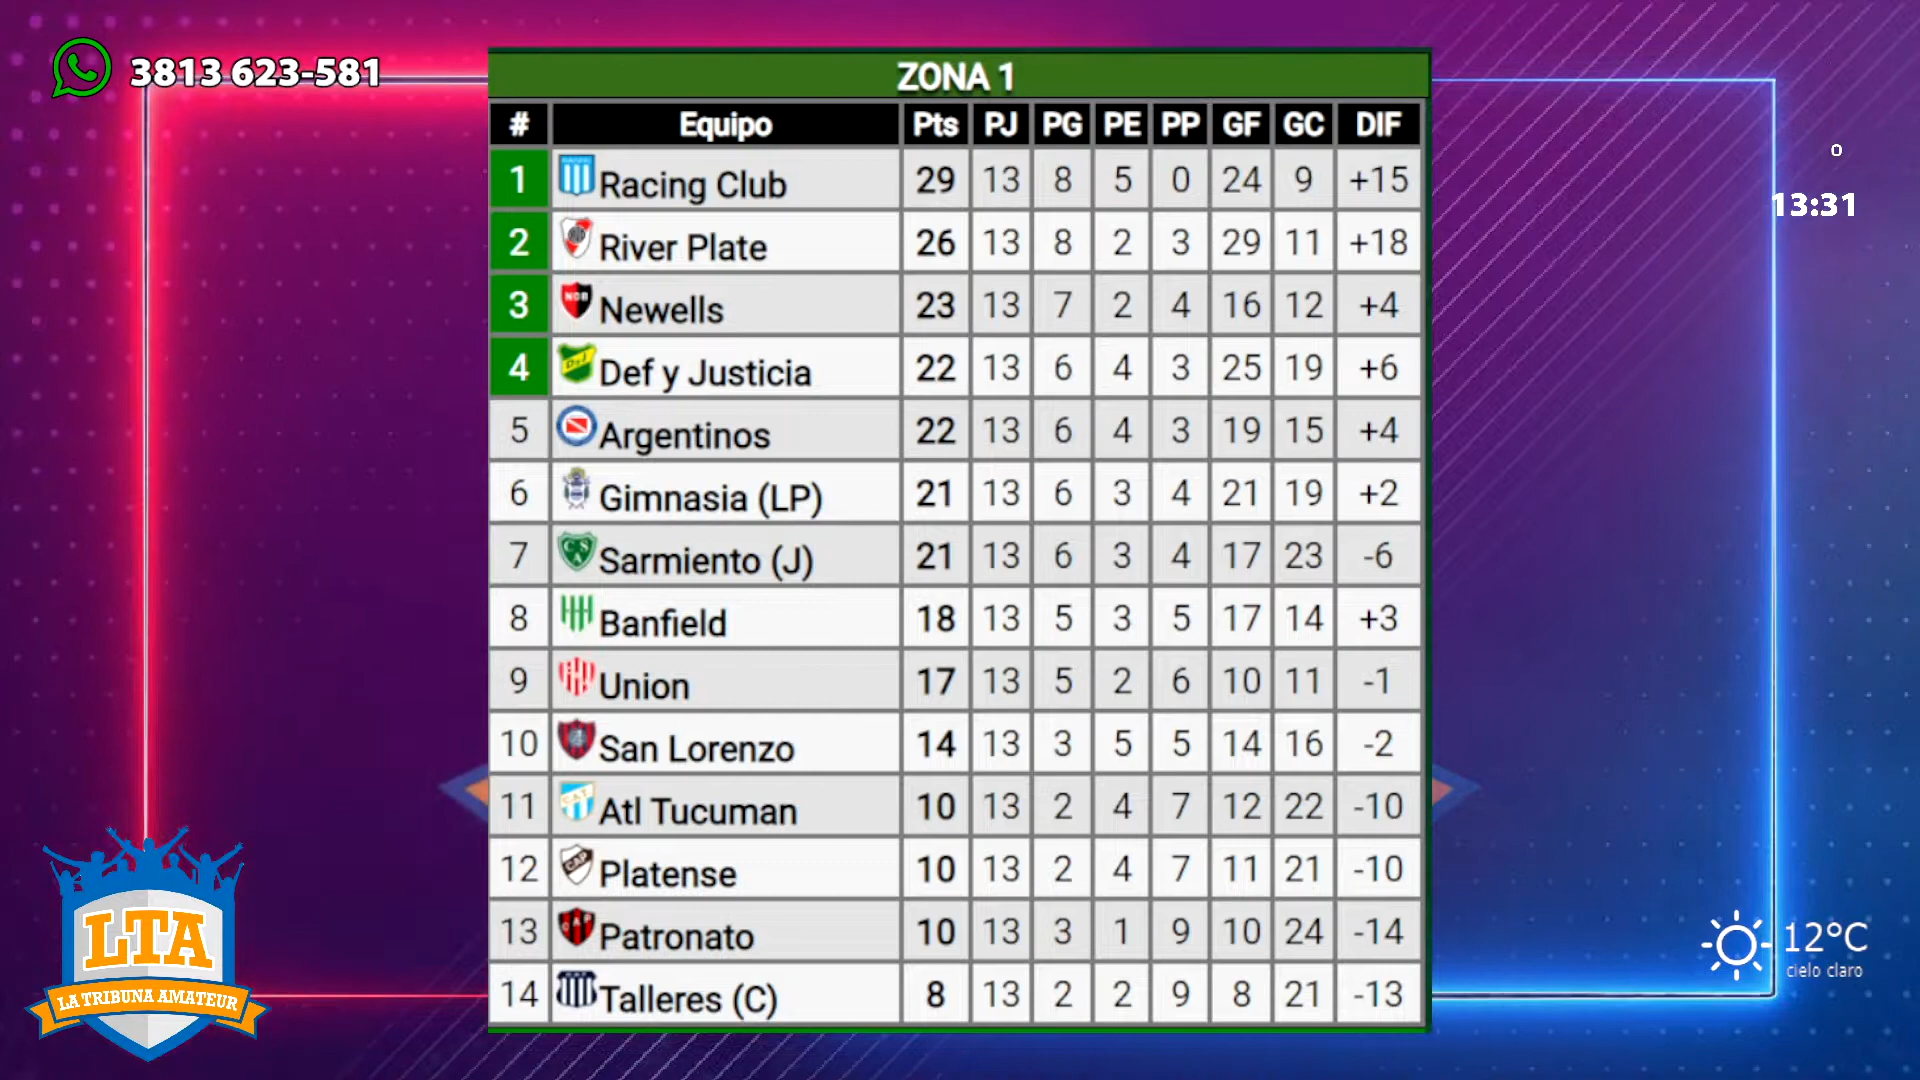 3813 623-581
ZONA 1
# Equipo Pts PJ PG PE PP GF GC DIF
1 Racing Club 29 13 8 5 0 24 9 +15
2 River Plate 26 13 8 2 3 29 11 +18
3 Newells 23 13 7 2 4 16 12 +4
4 Def y Justicia 22 13 6 4 3 25 19 +6
5 Argentinos 22 13 6 4 3 19 15 +4
6 Gimnasia (LP) 21 13 6 3 4 21 19 +2
7 Sarmiento (J) 21 13 6 3 4 17 23 -6
8 Banfield 18 13 5 3 5 17 14 +3
9 Union 17 13 5 2 6 10 11 -1
10 San Lorenzo 14 13 3 5 5 14 16 -2
11 Atl Tucuman 10 13 2 4 7 12 22 -10
12 Platense 10 13 2 4 7 11 21 -10
13 Patronato 10 13 3 1 9 10 24 -14
14 Talleres (C) 8 13 2 2 9 8 21 -13
o
13:31
12°C
cielo claro
LTA
LA TRIBUNA AMATEUR